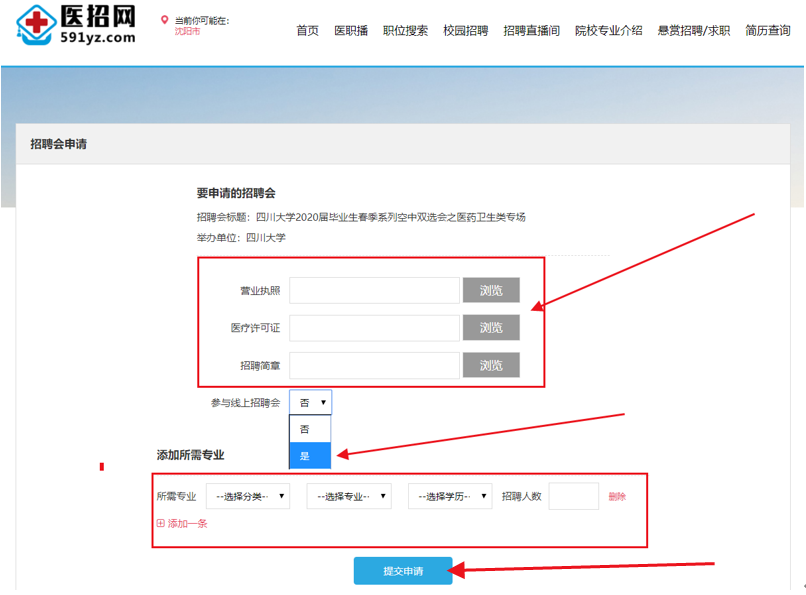 医招网
591yz.com
当前你可能在:
沈阳市
首页 医职播 职位搜索 校园招聘 招聘直播间 院校专业介绍 悬赏招聘/求职 简历查询
招聘会申请
要申请的招聘会
招聘会标题：四川大学2020届毕业生春季系列空中双选会之医药卫生类专场
举办单位：四川大学
营业执照 浏览
医疗许可证 浏览
招聘简章 浏览
参与线上招聘会 否
否
是
添加所需专业
所需专业 --选择分类-- --选择专业-- --选择学历-- 招聘人数 删除
添加一条
提交申请